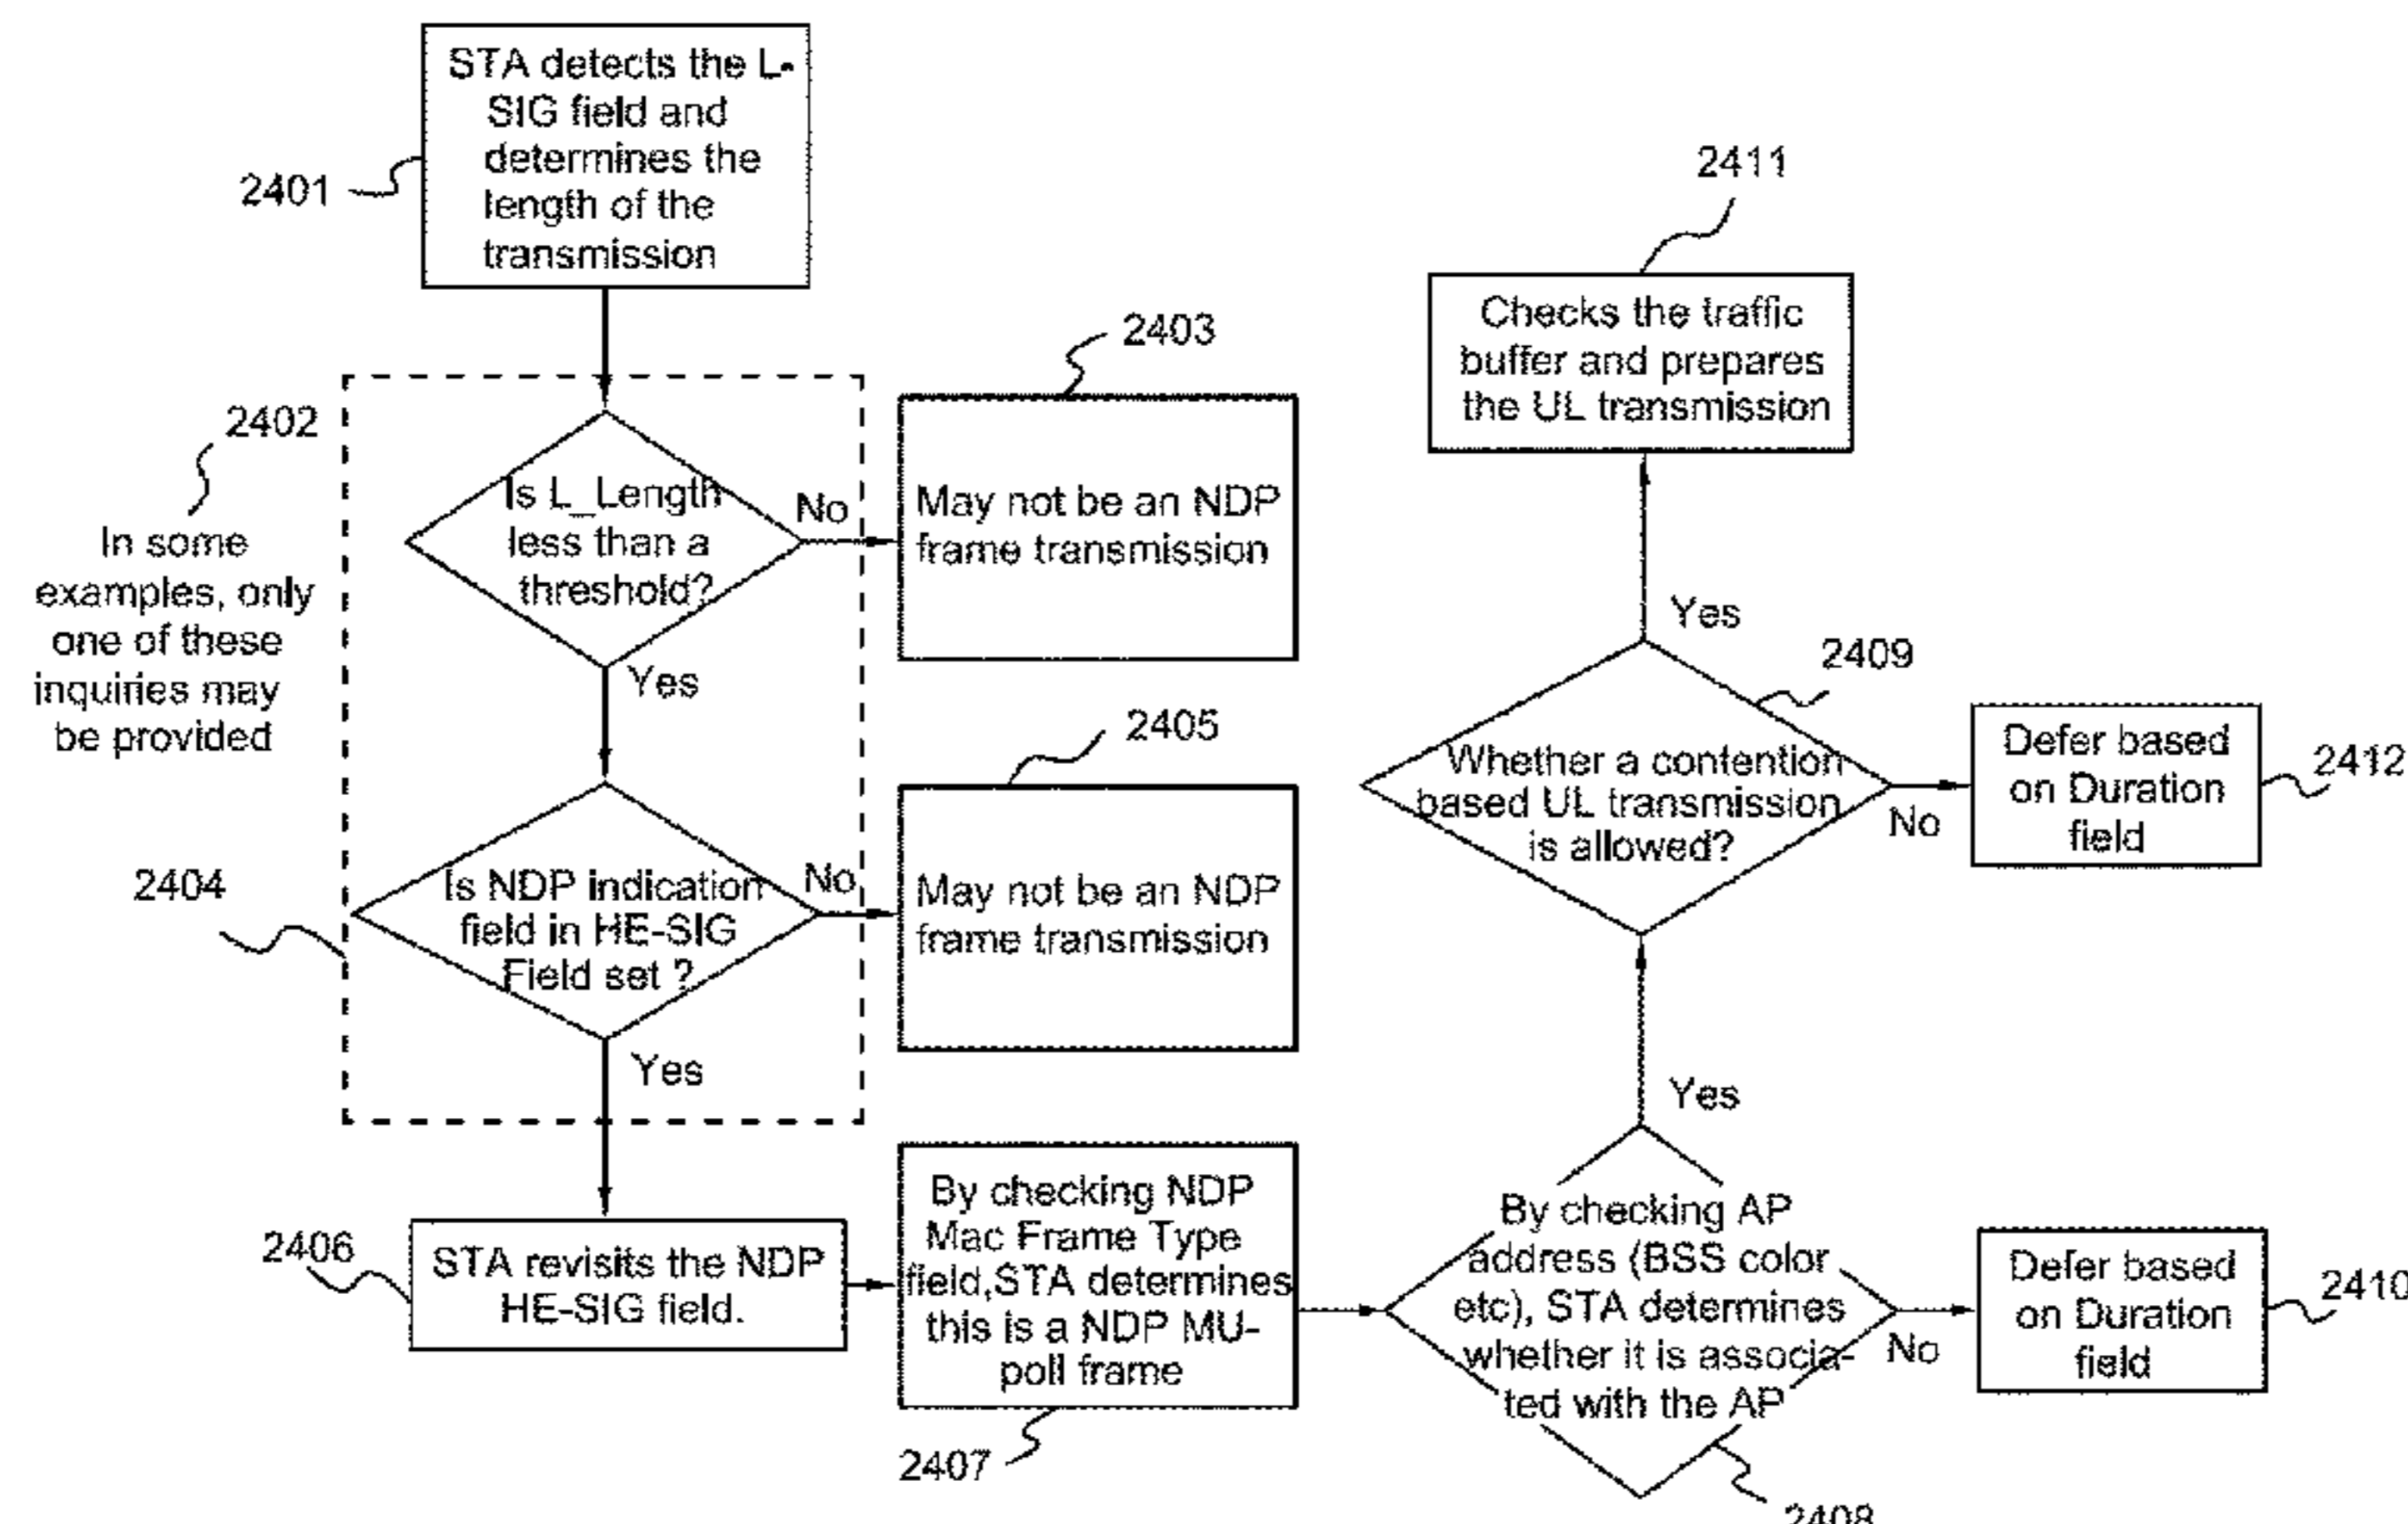 STA detects the L-
SIG field and
determines the
length of the
transmission
2401
2402
In some
examples, only
one of these
inquiries may
be provided
Is L_Length
less than a
threshold?
No
Yes
2403
May not be an NDP
frame transmission
2404
Is NDP indication
field in HE-SIG
Field set ?
No
Yes
2405
May not be an NDP
frame transmission
2406
STA revisits the NDP
HE-SIG field.
By checking NDP
Mac Frame Type
field,STA determines
this is a NDP MU-
poll frame
2407
By checking AP
address (BSS color
etc), STA determines
whether it is associa-
ted with the AP
2408
No
Yes
Defer based
on Duration
field
2410
Whether a contention
based UL transmission
is allowed?
2409
No
Yes
Defer based
on Duration
field
2412
Checks the traffic
buffer and prepares
the UL transmission
2411